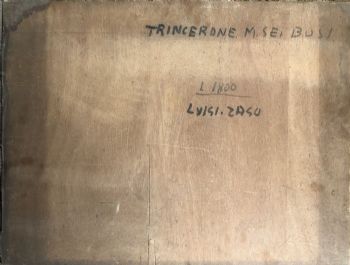 TRINCERONE M. SEI BUSI
L 1800
LUIGI. ZAGO